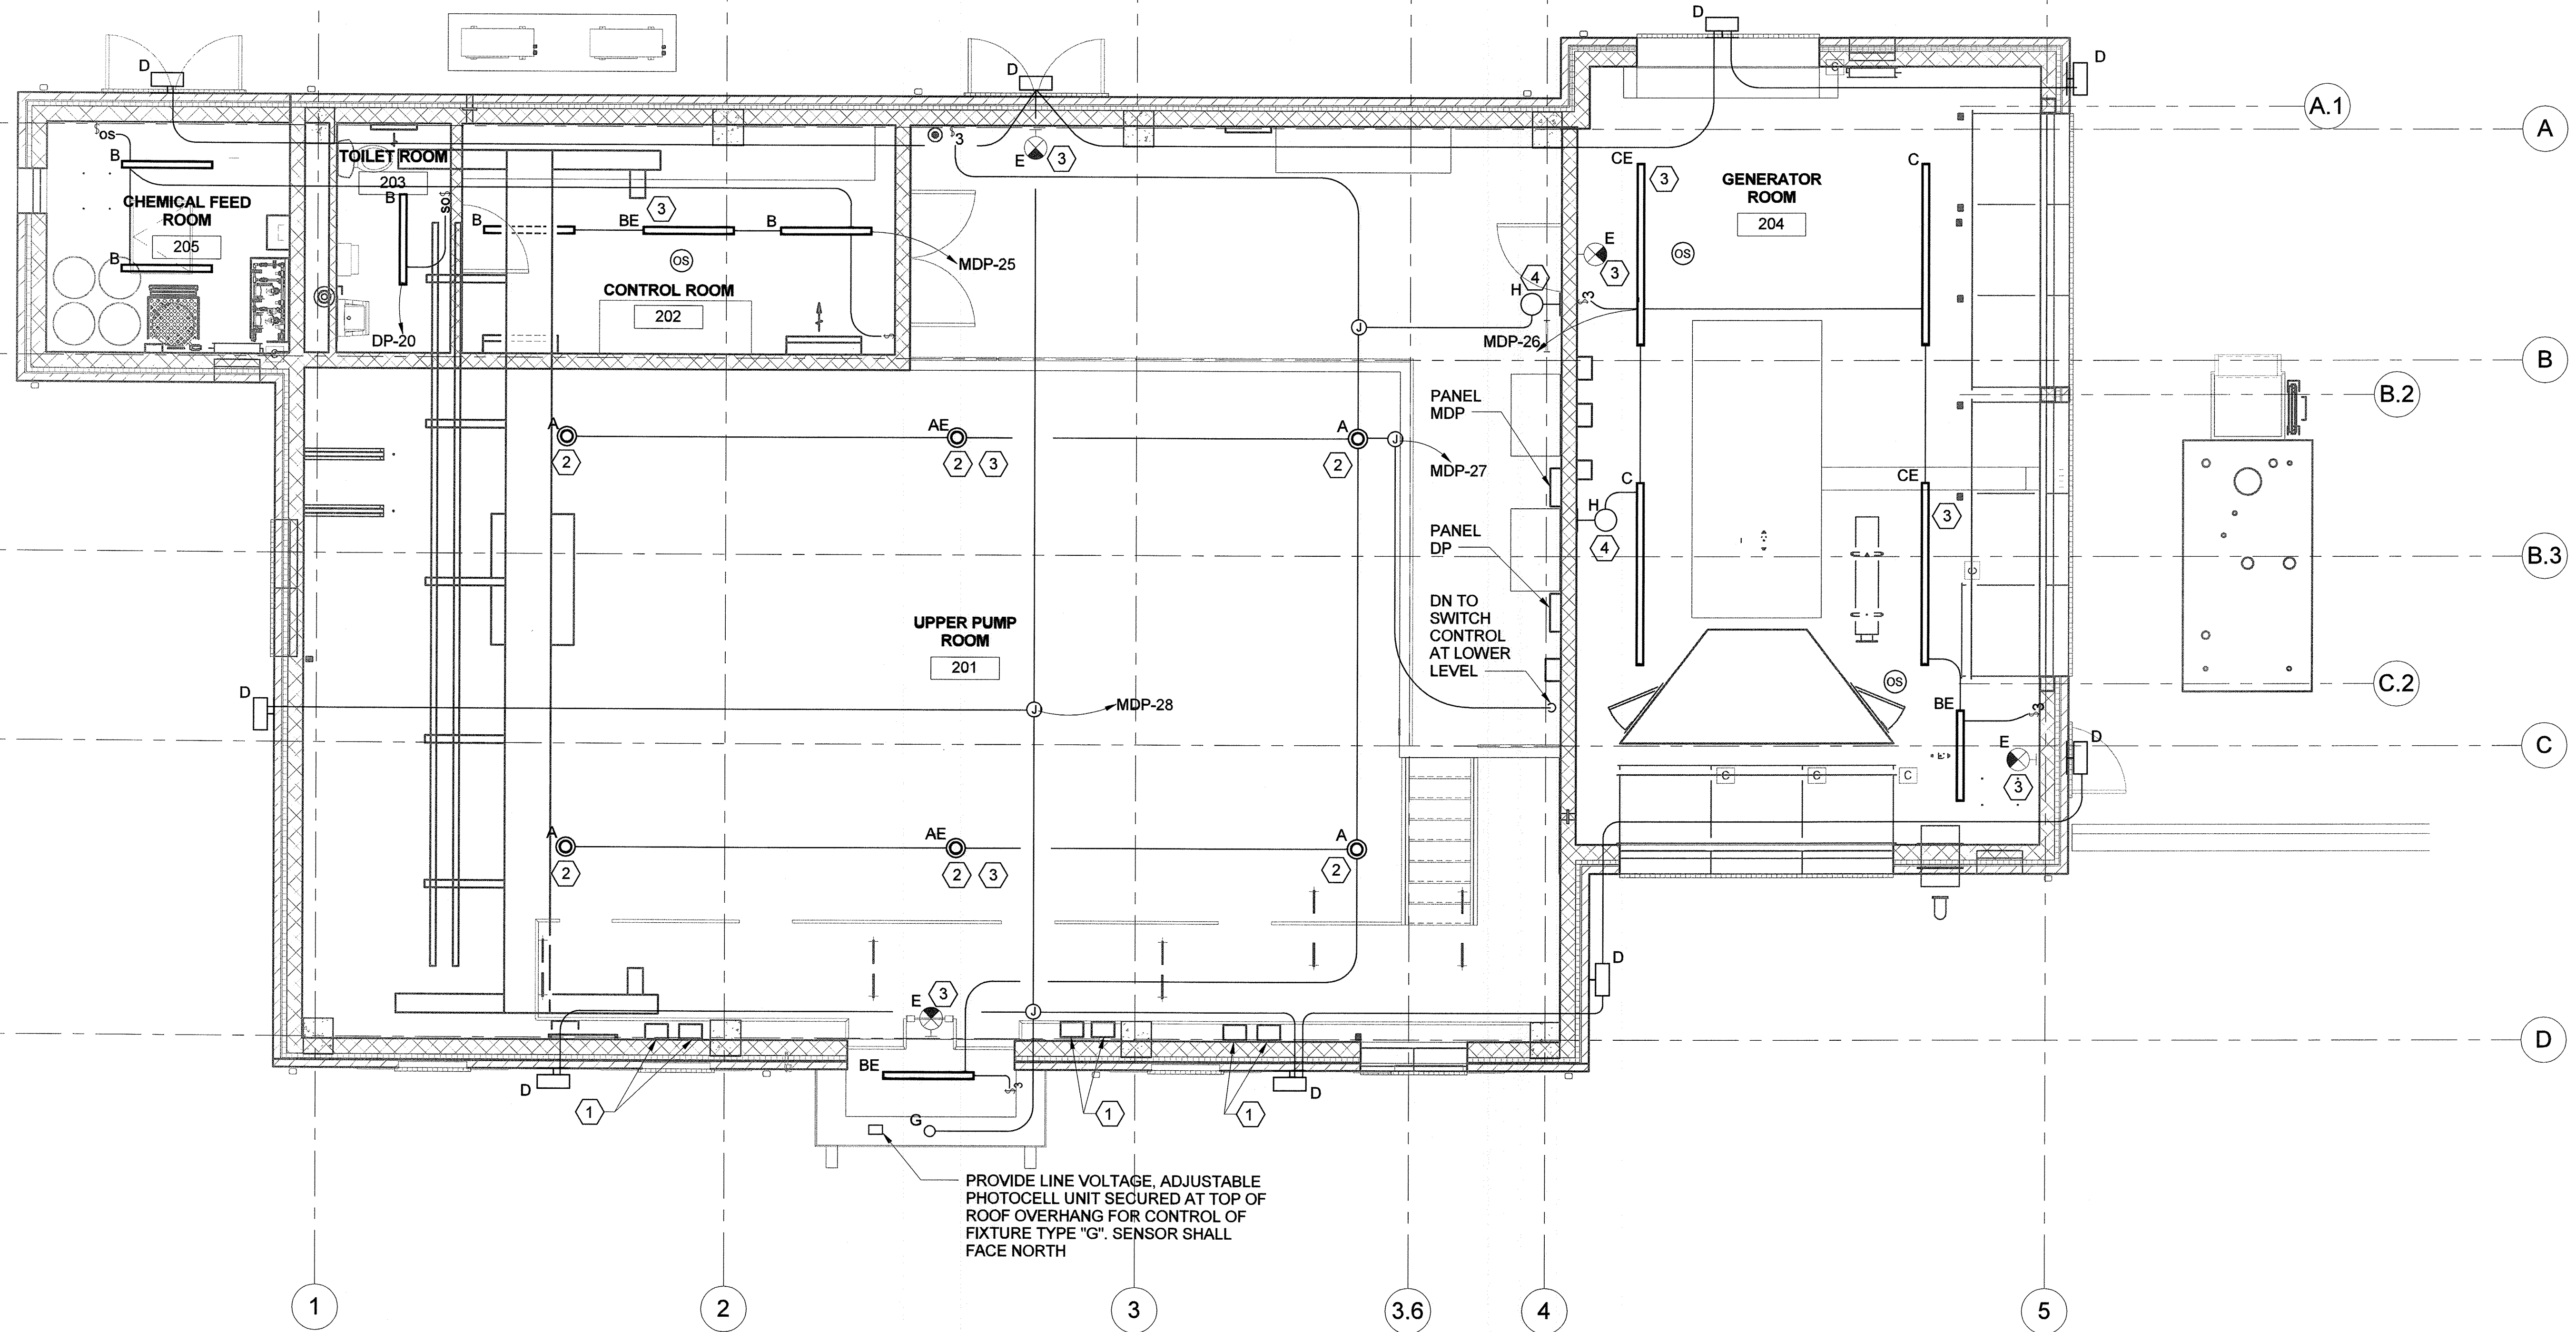 D
D
D
D
A.1
A
OS
3
E
3
B
TOILET ROOM
203
CE
3
C
GENERATOR
ROOM
204
CHEMICAL FEED
ROOM
205
B
OS
3
B
BE
B
OS
MDP-25
E
3
OS
B
CONTROL ROOM
202
4
H
3
DP-20
J
MDP-26
B
B.2
PANEL
MDP
A
2
AE
2
3
A
2
J
MDP-27
C
CE
3
H
4
PANEL
DP
B.3
C
DN TO
SWITCH
CONTROL
AT LOWER
LEVEL
UPPER PUMP
ROOM
201
OS
C.2
D
J
MDP-28
BE
3
E
3
D
C
C
C
C
C
A
2
AE
2
3
A
2
D
E
3
J
D
BE
3
D
D
1
1
1
G
PROVIDE LINE VOLTAGE, ADJUSTABLE
PHOTOCELL UNIT SECURED AT TOP OF
ROOF OVERHANG FOR CONTROL OF
FIXTURE TYPE "G". SENSOR SHALL
FACE NORTH
1
2
3
3.6
4
5